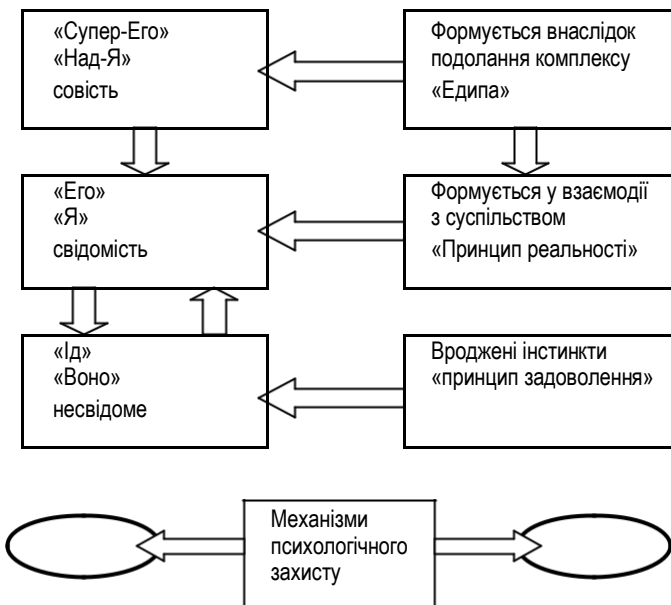 «Супер-Его»
«Над-Я»
совість
Формується внаслідок
подолання комплексу
«Едипа»
«Его»
«Я»
свідомість
Формується у взаємодії
з суспільством
«Принцип реальності»
«Ід»
«Воно»
несвідоме
Вроджені інстинкти
«принцип задоволення»
Механізми
психологічного
захисту